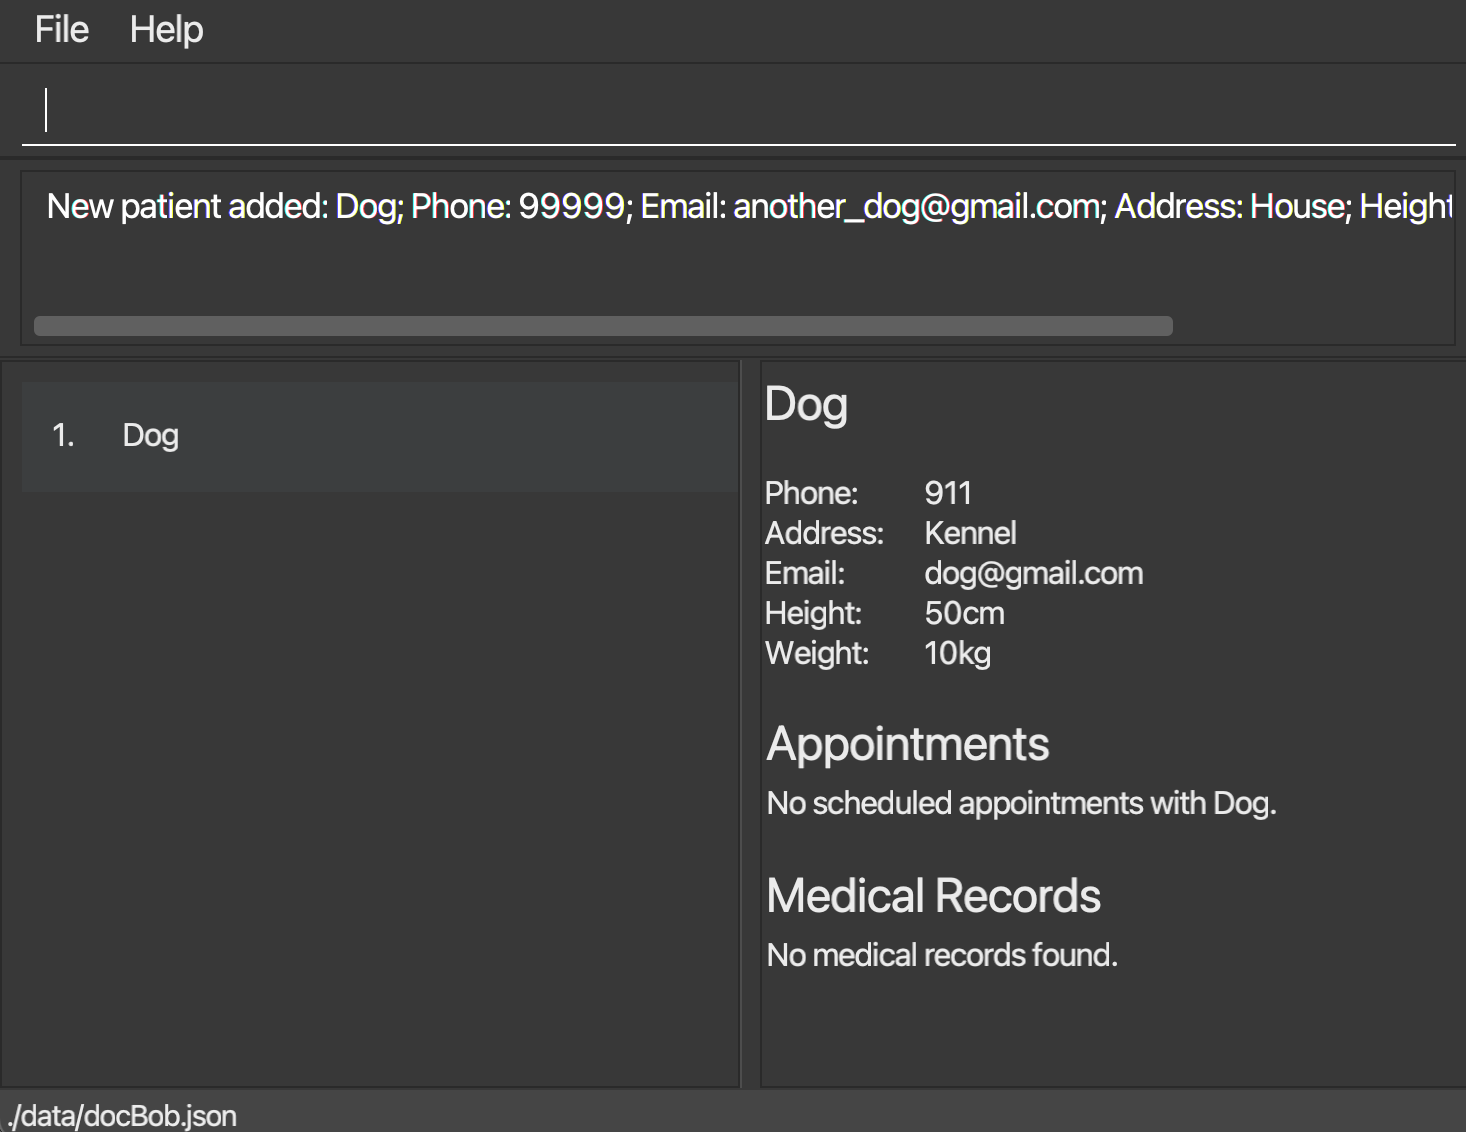 File Help
New patient added: Dog; Phone: 99999; Email: another_dog@gmail.com; Address: House; Height
1. Dog
Dog
Phone: 911
Address: Kennel
Email: dog@gmail.com
Height: 50cm
Weight: 10kg
Appointments
No scheduled appointments with Dog.
Medical Records
No medical records found.
./data/docBob.json